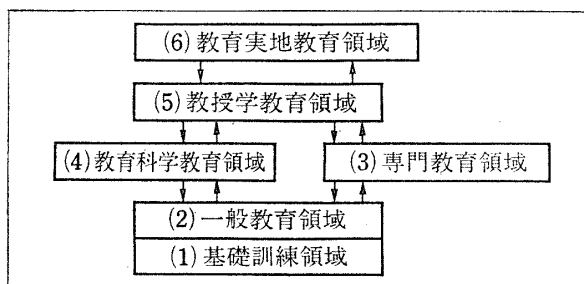 (6)教育実地教育領域
(5)教授学教育領域
(4)教育科学教育領域
(3)専門教育領域
(2)一般教育領域
(1)基礎訓練領域